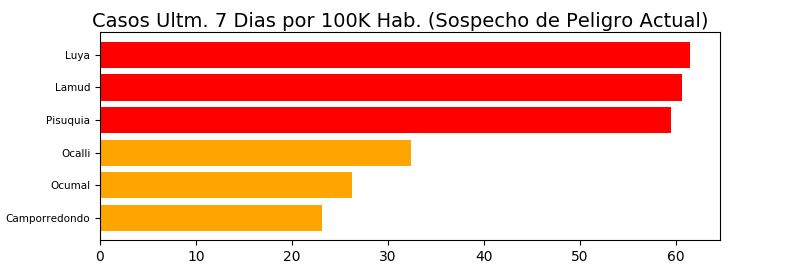 Casos Ultm. 7 Dias por 100K Hab. (Sospecho de Peligro Actual)
Luya
Lamud
Pisuquia
Ocalli
Ocumal
Camporredondo
0 10 20 30 40 50 60